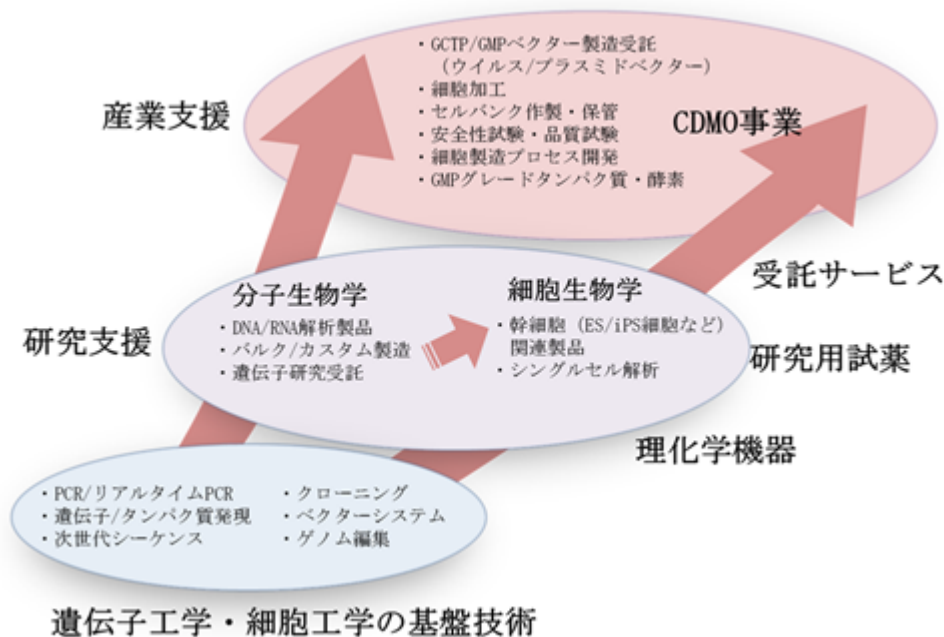 ・GCTP/GMPベクター製造受託
（ウイルス/プラスミドベクター）
・細胞加工
・セルバンク作製・保管
・安全性試験・品質試験
・細胞製造プロセス開発
・GMPグレードタンパク質・酵素
産業支援
CDMO事業
受託サービス
分子生物学
・DNA/RNA解析製品
・バルク/カスタム製造
・遺伝子研究受託
細胞生物学
・幹細胞（ES/iPS細胞など）
関連製品
・シングルセル解析
研究支援
研究用試薬
理化学機器
・PCR/リアルタイムPCR
・遺伝子/タンパク質発現
・次世代シーケンス
・クローニング
・ベクターシステム
・ゲノム編集
遺伝子工学・細胞工学の基盤技術